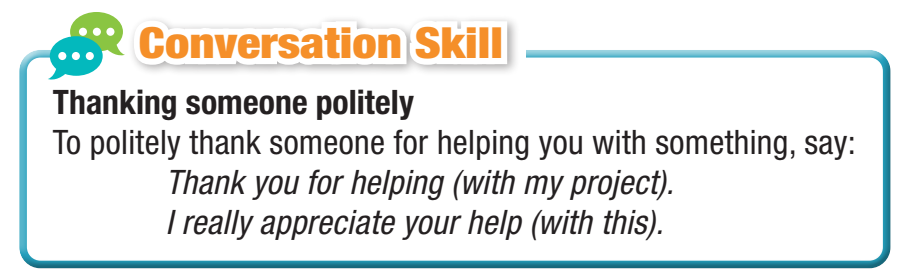 Conversation Skill
Thanking someone politely
To politely thank someone for helping you with something, say:
Thank you for helping (with my project).
I really appreciate your help (with this).